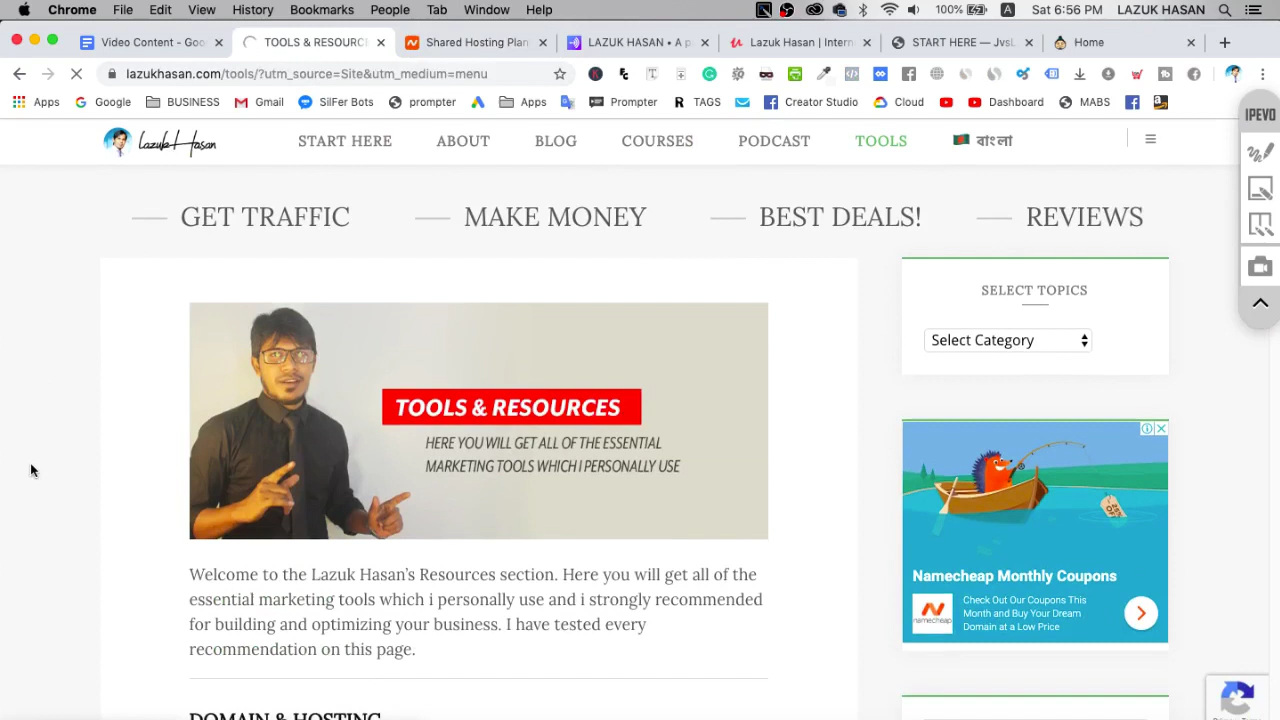 Chrome File Edit View History Bookmarks People Tab Window Help 100% A Sat 6:56 PM LAZUK HASAN
Video Content - Goo TOOLS & RESOURC Shared Hosting Plan LAZUK HASAN • A p Lazuk Hasan | Intern START HERE — JvsL Home
lazukhasan.com/tools/?utm_source=Site&utm_medium=menu
Apps Google BUSINESS Gmail SilFer Bots prompter Apps Prompter R TAGS Creator Studio Cloud Dashboard MABS
IPEVO
Lazuk Hasan START HERE ABOUT BLOG COURSES PODCAST TOOLS বাংলা
GET TRAFFIC MAKE MONEY BEST DEALS! REVIEWS
SELECT TOPICS
Select Category
TOOLS & RESOURCES
HERE YOU WILL GET ALL OF THE ESSENTIAL
MARKETING TOOLS WHICH I PERSONALLY USE
Welcome to the Lazuk Hasan's Resources section. Here you will get all of the
essential marketing tools which i personally use and i strongly recommended
for building and optimizing your business. I have tested every
recommendation on this page.
Namecheap Monthly Coupons
Check Out Our Coupons This
Month and Buy Your Dream
Domain at a Low Price
namecheap
DOMAIN & HOSTING